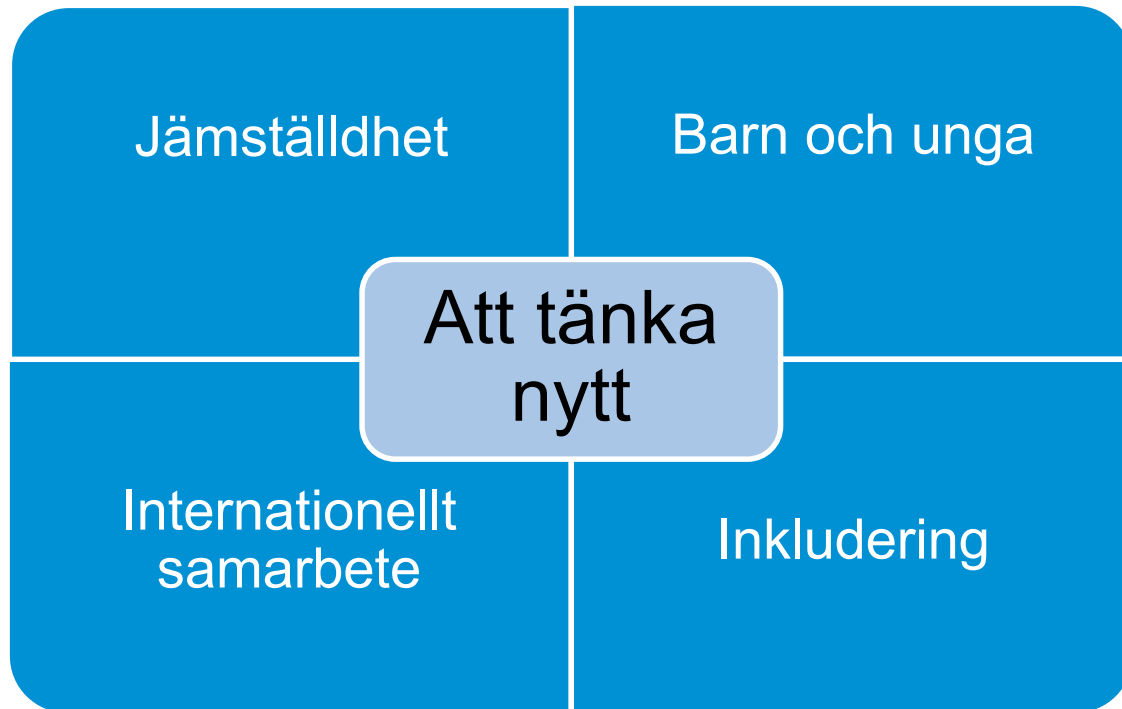 Jämställdhet
Barn och unga
Att tänka
nytt
Internationellt
samarbete
Inkludering